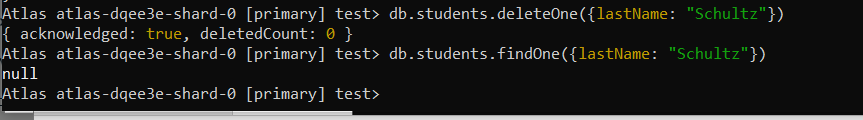 Atlas atlas-dqee3e-shard-0 [primary] test> db.students.deleteOne({lastName: "Schultz"})
{ acknowledged: true, deletedCount: 0 }
Atlas atlas-dqee3e-shard-0 [primary] test> db.students.findOne({lastName: "Schultz"})
null
Atlas atlas-dqee3e-shard-0 [primary] test>